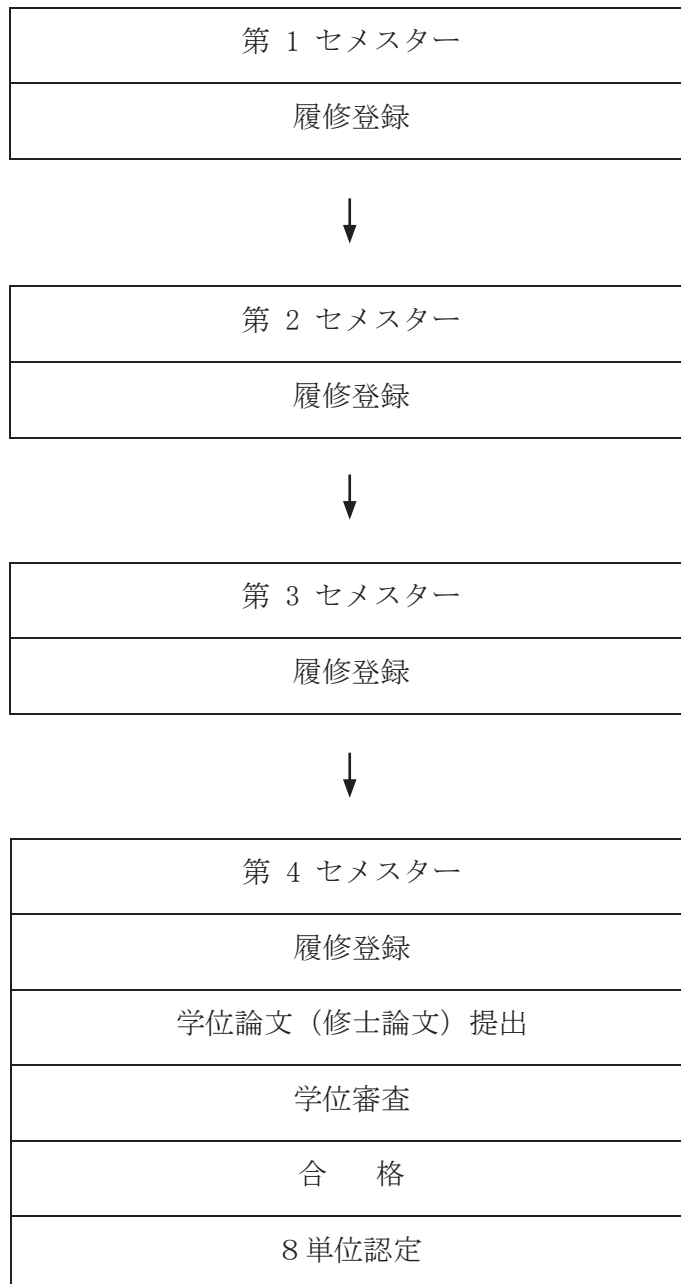 第 1 セメスター
履修登録
第 2 セメスター
履修登録
第 3 セメスター
履修登録
第 4 セメスター
履修登録
学位論文（修士論文）提出
学位審査
合　　格
８単位認定